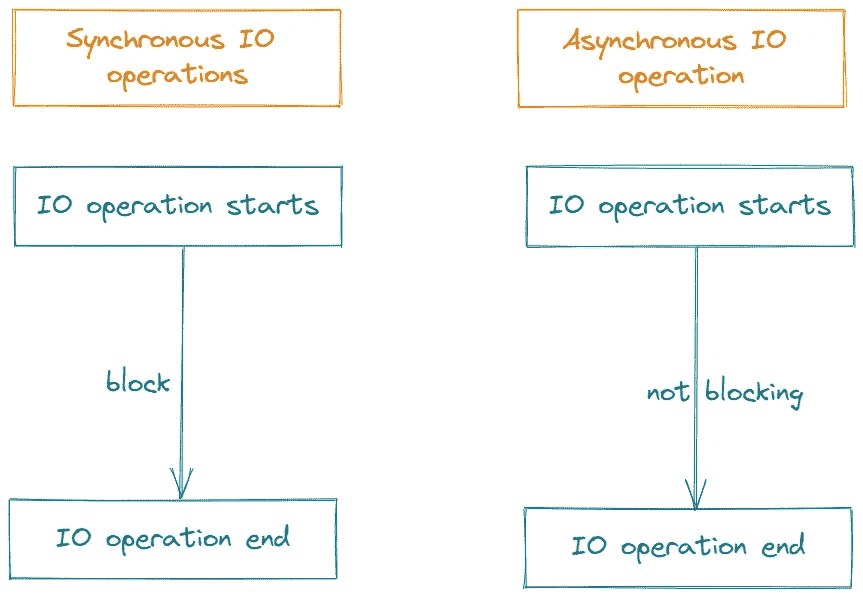 Synchronous IO
operations
IO operation starts
block
IO operation end
Asynchronous IO
operation
IO operation starts
not blocking
IO operation end